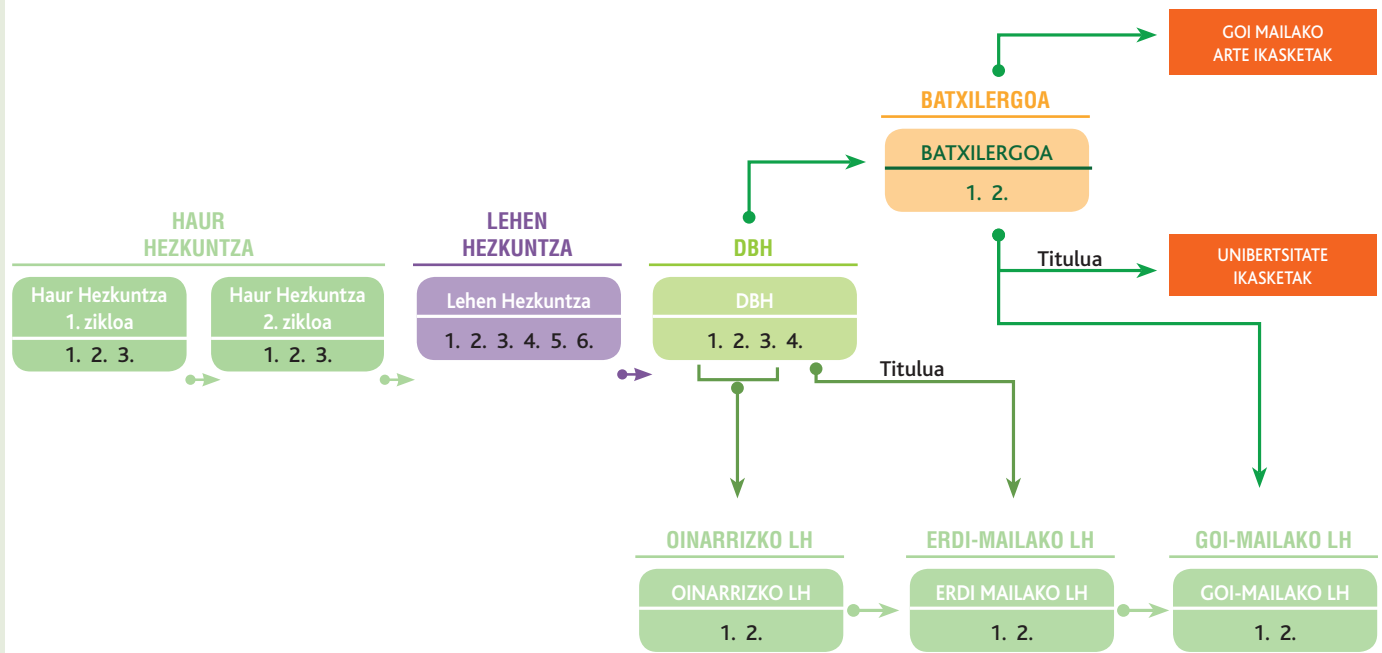 GOI MAILAKO
ARTE IKASKETAK
BATXILERGOA
BATXILERGOA
1. 2.
HAUR
HEZKUNTZA
LEHEN
HEZKUNTZA
DBH
Titulua
UNIBERTSITATE
IKASKETAK
Haur Hezkuntza
1. zikloa
1. 2. 3.
Haur Hezkuntza
2. zikloa
1. 2. 3.
Lehen Hezkuntza
1. 2. 3. 4. 5. 6.
DBH
1. 2. 3. 4.
Titulua
OINARRIZKO LH
ERDI-MAILAKO LH
GOI-MAILAKO LH
OINARRIZKO LH
1. 2.
ERDI MAILAKO LH
1. 2.
GOI-MAILAKO LH
1. 2.